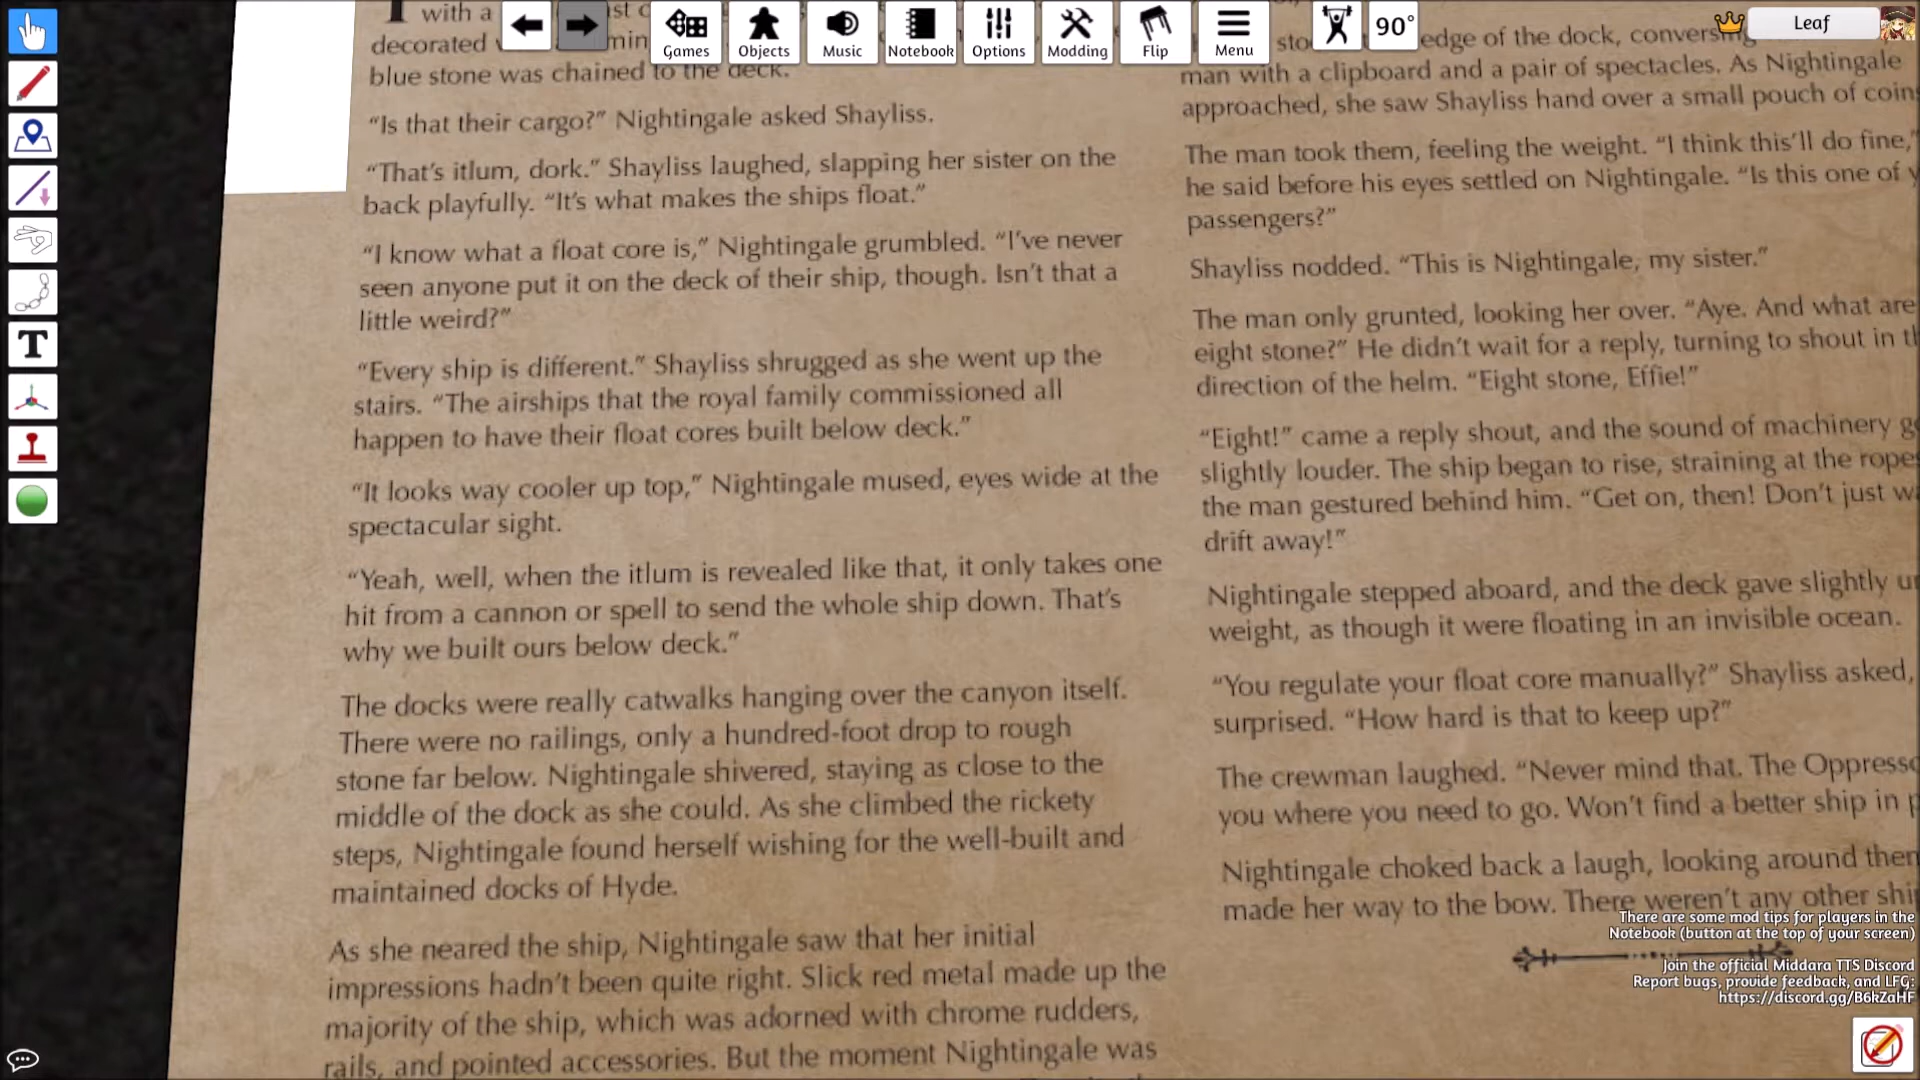 Games
Objects
Music
Notebook
Options
Modding
Flip
Menu
90°
Leaf
T
with a
decorated
blue stone was chained to the deck.
“Is that their cargo?” Nightingale asked Shayliss.
“That’s itlum, dork.” Shayliss laughed, slapping her sister on the
back playfully. “It’s what makes the ships float.”
“I know what a float core is,” Nightingale grumbled. “I’ve never
seen anyone put it on the deck of their ship, though. Isn’t that a
little weird?”
“Every ship is different.” Shayliss shrugged as she went up the
stairs. “The airships that the royal family commissioned all
happen to have their float cores built below deck.”
“It looks way cooler up top,” Nightingale mused, eyes wide at the
spectacular sight.
“Yeah, well, when the itlum is revealed like that, it only takes one
hit from a cannon or spell to send the whole ship down. That’s
why we built ours below deck.”
The docks were really catwalks hanging over the canyon itself.
There were no railings, only a hundred-foot drop to rough
stone far below. Nightingale shivered, staying as close to the
middle of the dock as she could. As she climbed the rickety
steps, Nightingale found herself wishing for the well-built and
maintained docks of Hyde.
As she neared the ship, Nightingale saw that her initial
impressions hadn’t been quite right. Slick red metal made up the
majority of the ship, which was adorned with chrome rudders,
rails, and pointed accessories. But the moment Nightingale was
edge of the dock, conversing
man with a clipboard and a pair of spectacles. As Nightingale
approached, she saw Shayliss hand over a small pouch of coin
The man took them, feeling the weight. “I think this’ll do fine,”
he said before his eyes settled on Nightingale. “Is this one of
passengers?”
Shayliss nodded. “This is Nightingale, my sister.”
The man only grunted, looking her over. “Aye. And what are
eight stone?” He didn’t wait for a reply, turning to shout in
direction of the helm. “Eight stone, Effie!”
“Eight!” came a reply shout, and the sound of machinery
slightly louder. The ship began to rise, straining at the rope
the man gestured behind him. “Get on, then! Don’t just
drift away!”
Nightingale stepped aboard, and the deck gave slightly
weight, as though it were floating in an invisible ocean.
“You regulate your float core manually?” Shayliss asked,
surprised. “How hard is that to keep up?”
The crewman laughed. “Never mind that. The
you where you need to go. Won’t find a better ship in
Nightingale choked back a laugh, looking around
made her way to the bow. There weren’t any other
There are some mod tips for players in the
Notebook (button at the top of your screen)
Join the official Middara TTS Discord
Report bugs, provide feedback, and LFG:
https://discord.gg/B6kZaHF